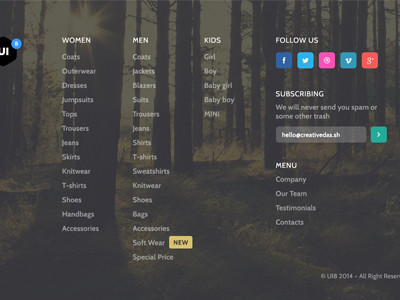 UI
8
WOMEN
Coats
Outerwear
Dresses
Jumpsuits
Tops
Trousers
Jeans
Skirts
Knitwear
T-shirts
Shoes
Handbags
Accessories
MEN
Coats
Jackets
Blazers
Suits
Trousers
Jeans
Shirts
T-shirts
Sweatshirts
Knitwear
Shoes
Bags
Accessories
Soft Wear NEW
Special Price
KIDS
Girl
Boy
Baby girl
Baby boy
MINI
FOLLOW US
SUBSCRIBING
We will never send you spam or
some other trash
hello@creativedas.sh
MENU
Company
Our Team
Testimonials
Contacts
© UI8 2014 - All Right Reser